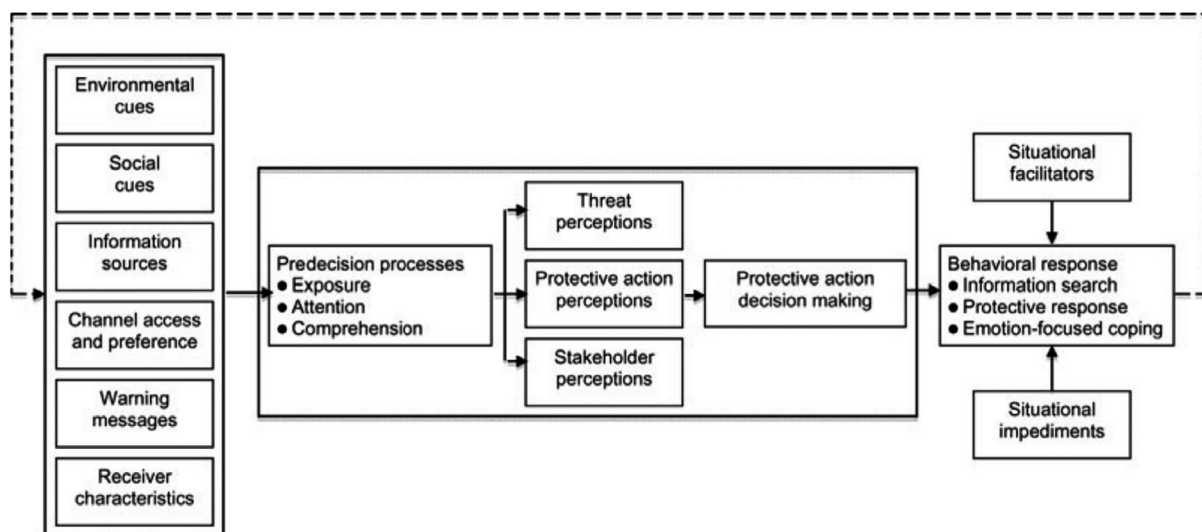 Environmental
cues
Social
cues
Information
sources
Channel access
and preference
Warning
messages
Receiver
characteristics
Predecision processes
● Exposure
● Attention
● Comprehension
Threat
perceptions
Protective action
perceptions
Stakeholder
perceptions
Protective action
decision making
Situational
facilitators
Behavioral response
● Information search
● Protective response
● Emotion-focused coping
Situational
impediments